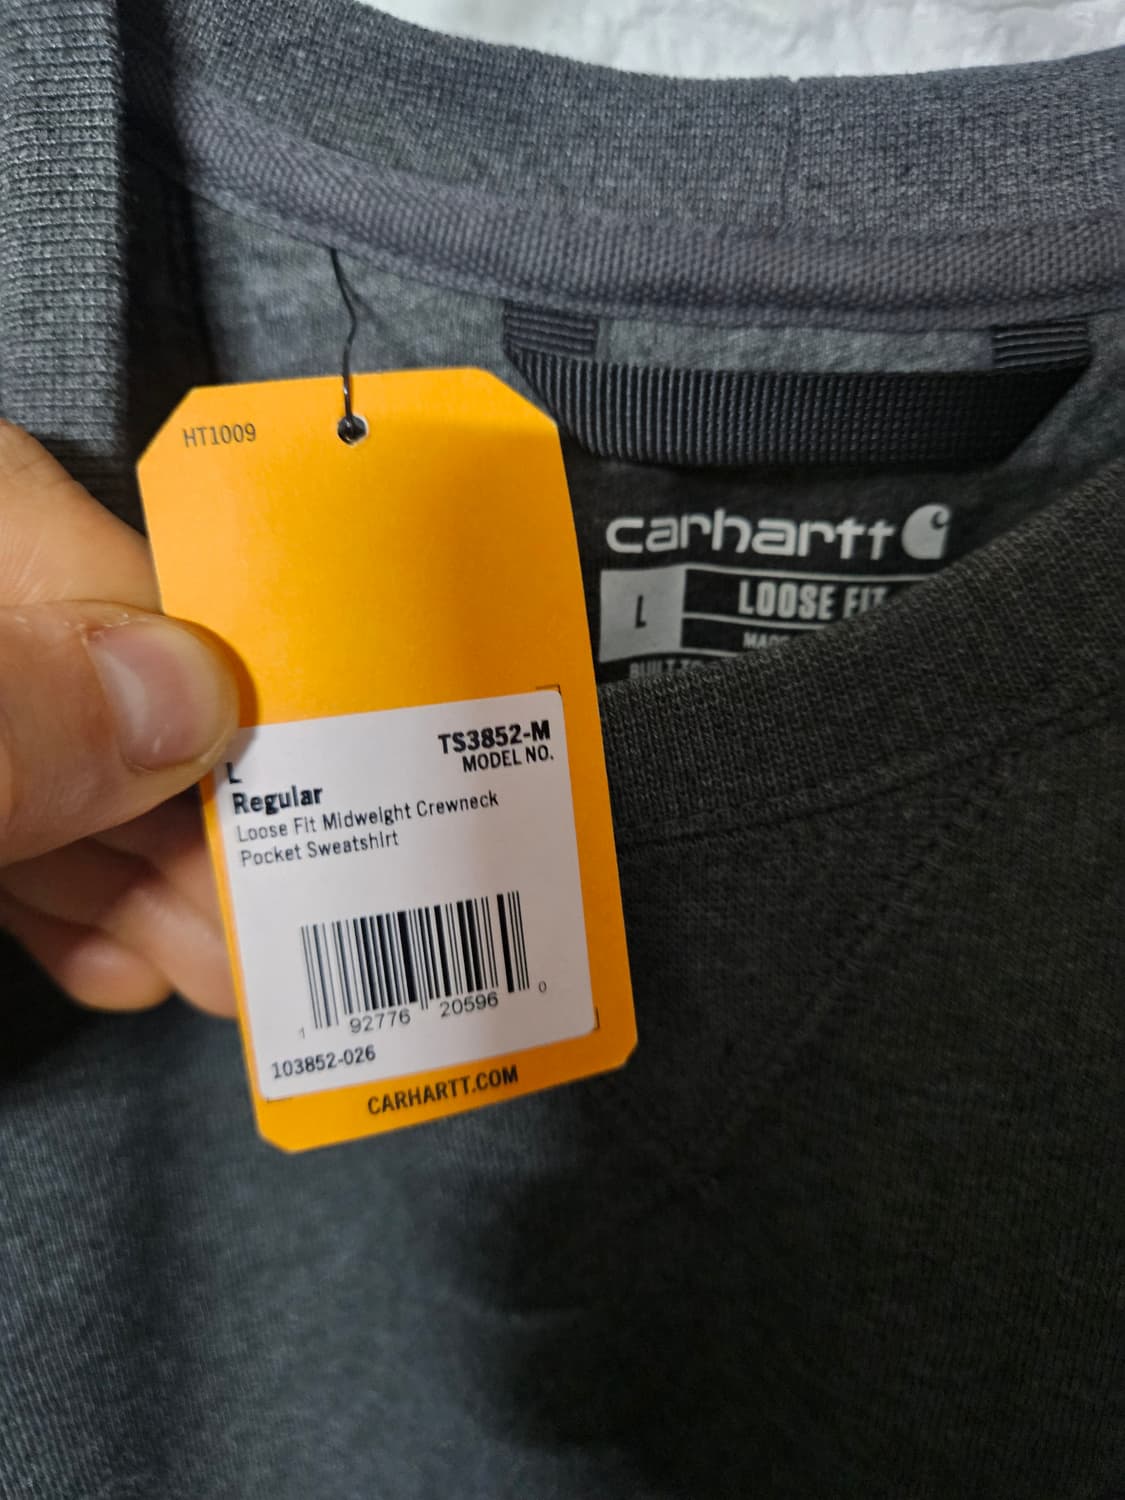 HT1009
carhartt
L
LOOSE FIT
TS3852-M
MODEL NO.
L
Regular
Loose Fit Midweight Crewneck
Pocket Sweatshirt
1 92776 20596 0
103852-026
CARHARTT.COM